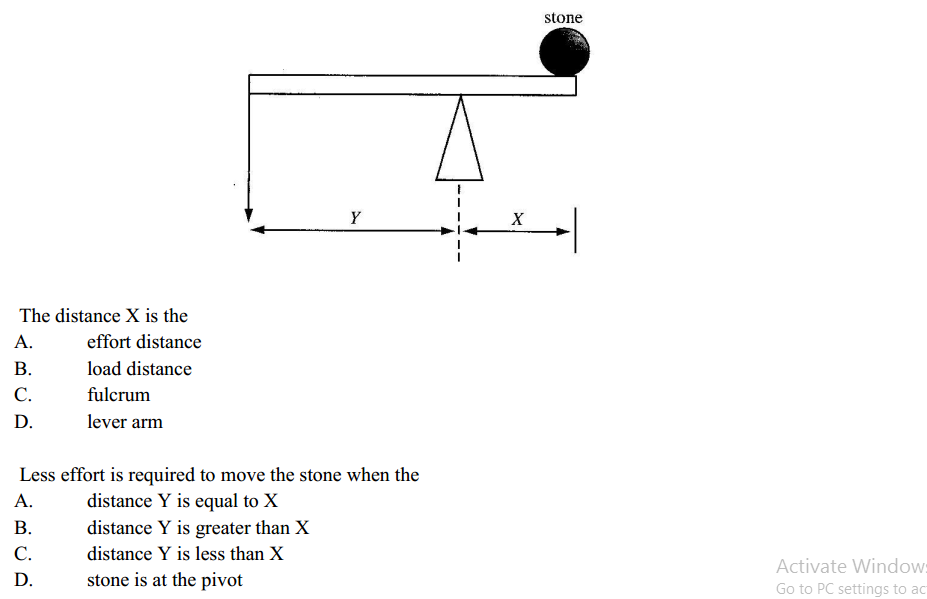 stone
Y
X
The distance X is the
A. effort distance
B. load distance
C. fulcrum
D. lever arm
Less effort is required to move the stone when the
A. distance Y is equal to X
B. distance Y is greater than X
C. distance Y is less than X
D. stone is at the pivot
Activate Windows
Go to PC settings to ac